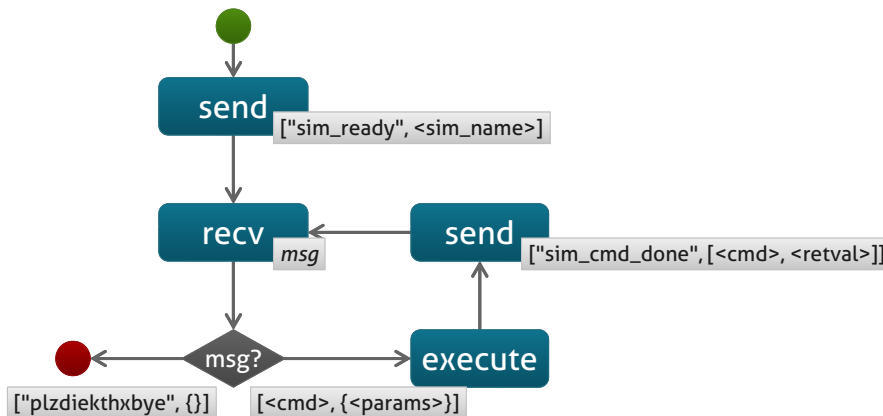 send
["sim_ready", <sim_name>]
recv
msg
send
["sim_cmd_done", [<cmd>, <retval>]]
msg?
execute
["plzdiekthxbye", {}]
[<cmd>, {<params>}]